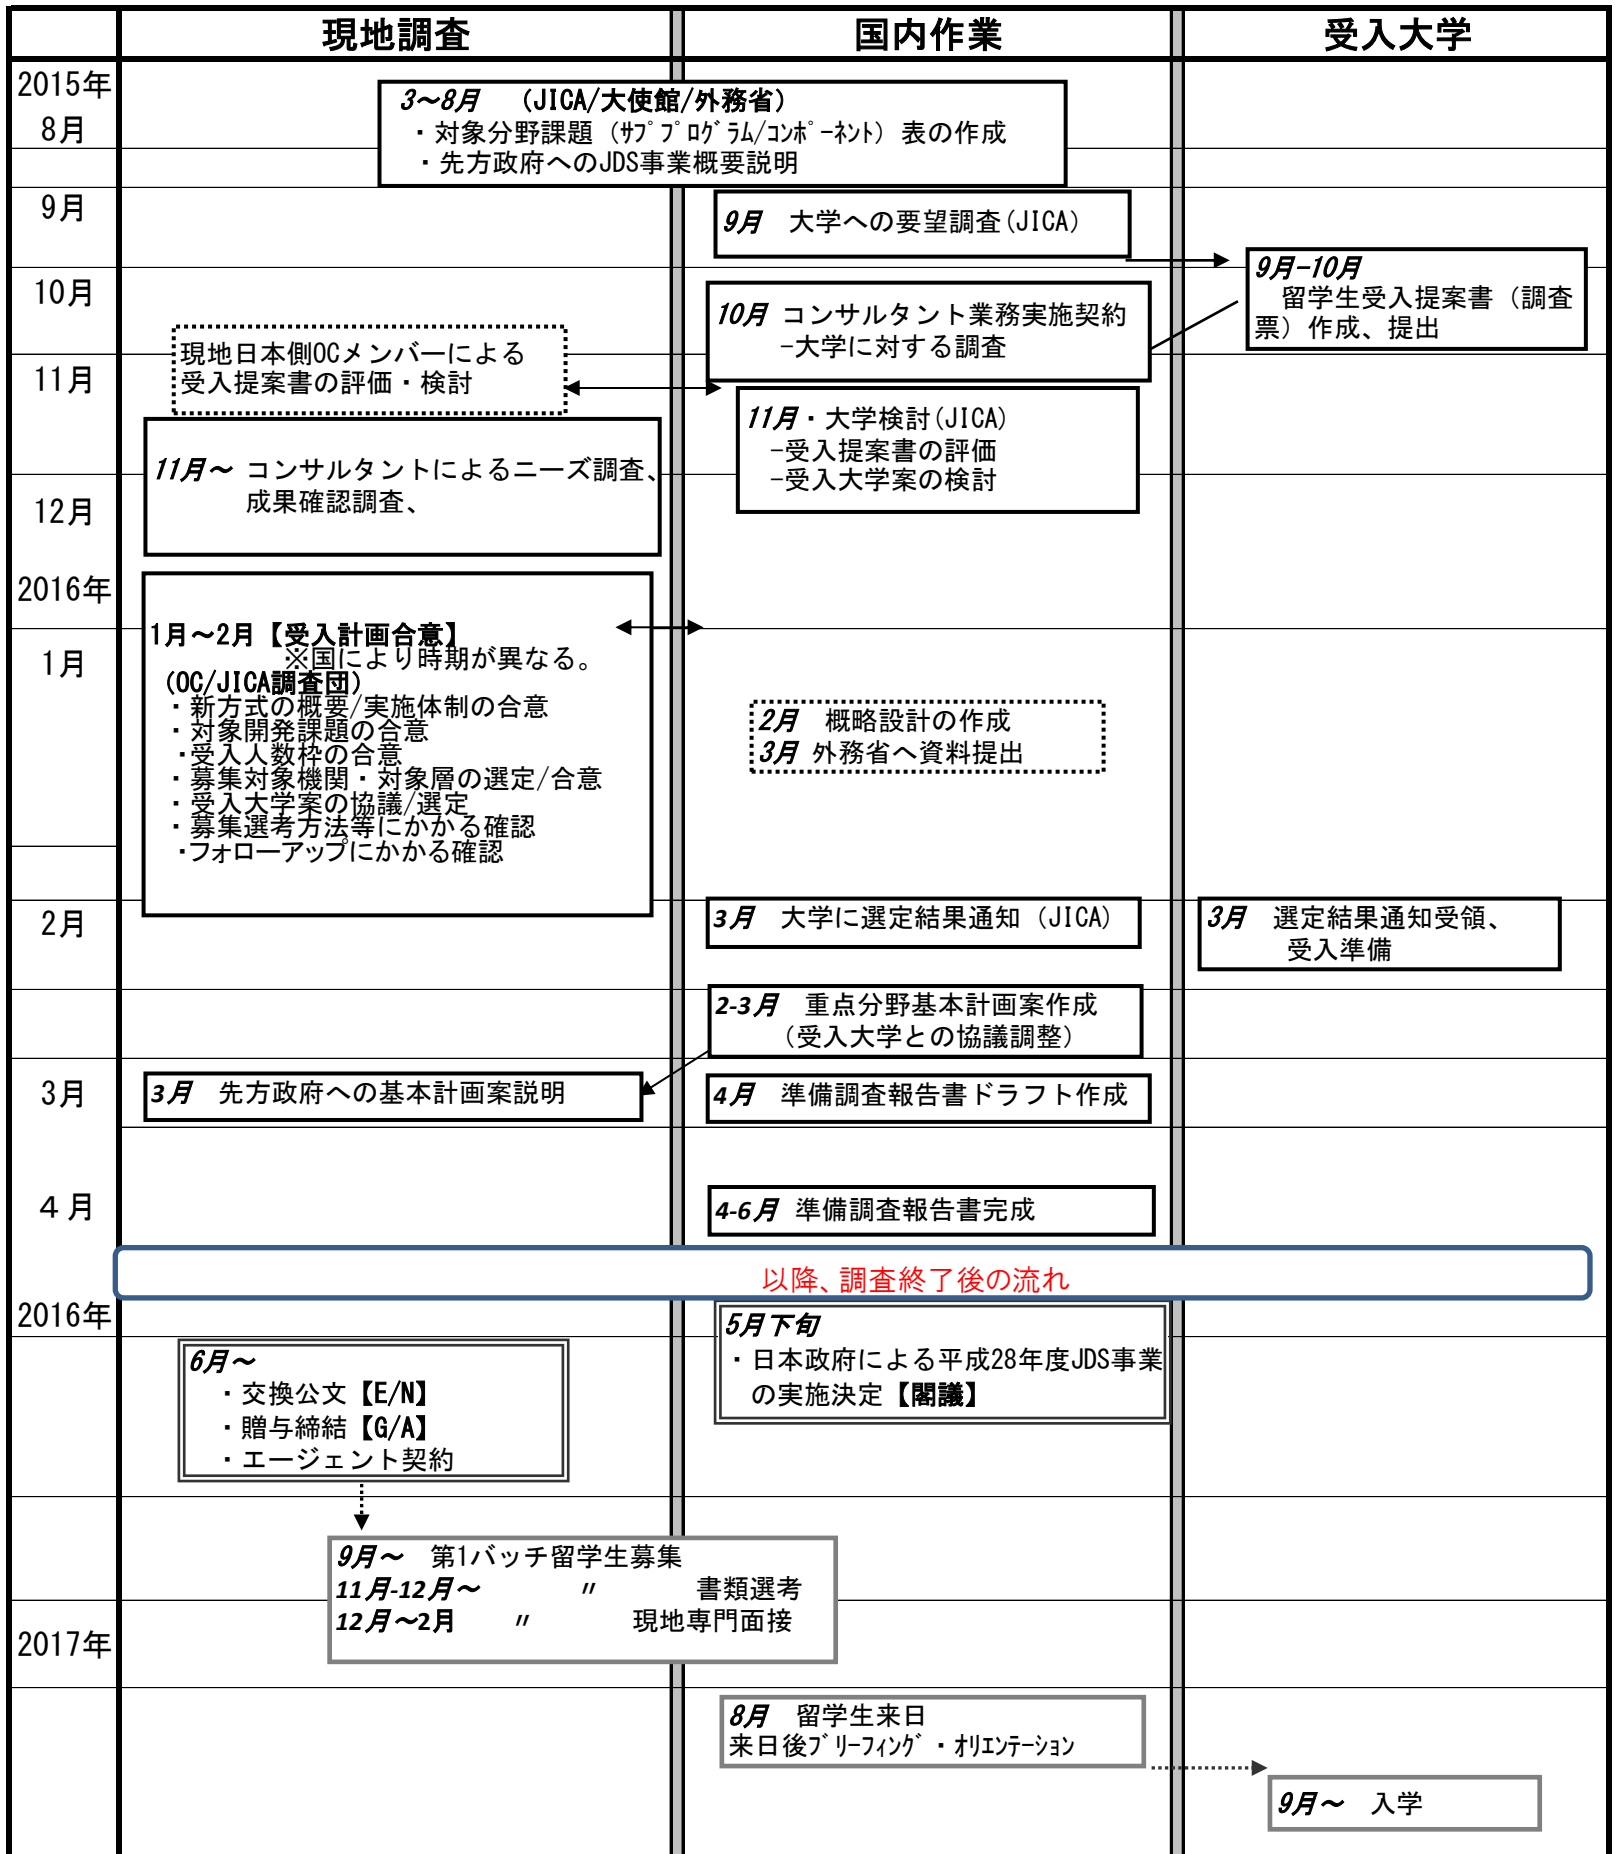 現地調査
国内作業
受入大学
2015年
8月
3～8月 （JICA/大使館/外務省）
・対象分野課題（ｻﾌﾞﾌﾟﾛｸﾞﾗﾑ/ｺﾝﾎﾟｰﾈﾝﾄ）表の作成
・先方政府へのJDS事業概要説明
9月
9月 大学への要望調査(JICA)
9月-10月
留学生受入提案書（調査
票）作成、提出
10月
10月 コンサルタント業務実施契約
-大学に対する調査
現地日本側OCメンバーによる
受入提案書の評価・検討
11月
11月・大学検討(JICA)
-受入提案書の評価
-受入大学案の検討
11月～ コンサルタントによるニーズ調査、
成果確認調査、
12月
2016年
1月
1月～2月【受入計画合意】
※国により時期が異なる。
(OC/JICA調査団)
・新方式の概要/実施体制の合意
・対象開発課題の合意
・受入人数枠の合意
・募集対象機関・対象層の選定/合意
・受入大学案の協議/選定
・募集選考方法等にかかる確認
・フォローアップにかかる確認
2月 概略設計の作成
3月 外務省へ資料提出
2月
3月 大学に選定結果通知（JICA）
3月 選定結果通知受領、
受入準備
2-3月 重点分野基本計画案作成
（受入大学との協議調整）
3月
3月 先方政府への基本計画案説明
4月 準備調査報告書ドラフト作成
４月
4-6月 準備調査報告書完成
以降、調査終了後の流れ
2016年
5月下旬
・日本政府による平成28年度JDS事業
の実施決定【閣議】
6月～
・交換公文【E/N】
・贈与締結【G/A】
・エージェント契約
9月～ 第1バッチ留学生募集
11月-12月～ 〃 書類選考
12月～2月 〃 現地専門面接
2017年
8月 留学生来日
来日後ﾌﾞﾘｰﾌｨﾝｸﾞ・ｵﾘｴﾝﾃｰｼｮﾝ
9月～ 入学